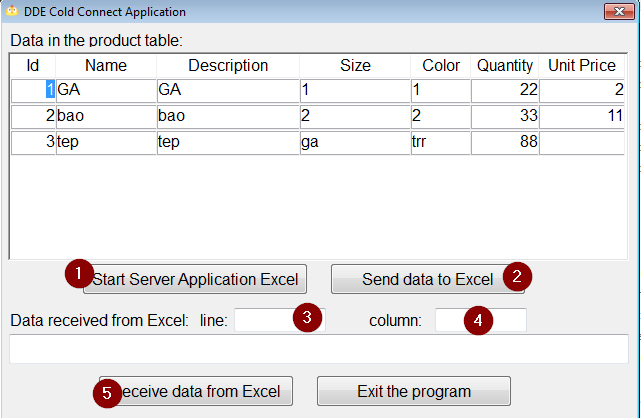 DDE Cold Connect Application
Data in the product table:
Id Name Description Size Color Quantity Unit Price
1 GA GA 1 1 22 2
2 bao bao 2 2 33 11
3 tep tep ga trr 88
1 Start Server Application Excel Send data to Excel 2
Data received from Excel: line: 3 column: 4
5 eceive data from Excel Exit the program